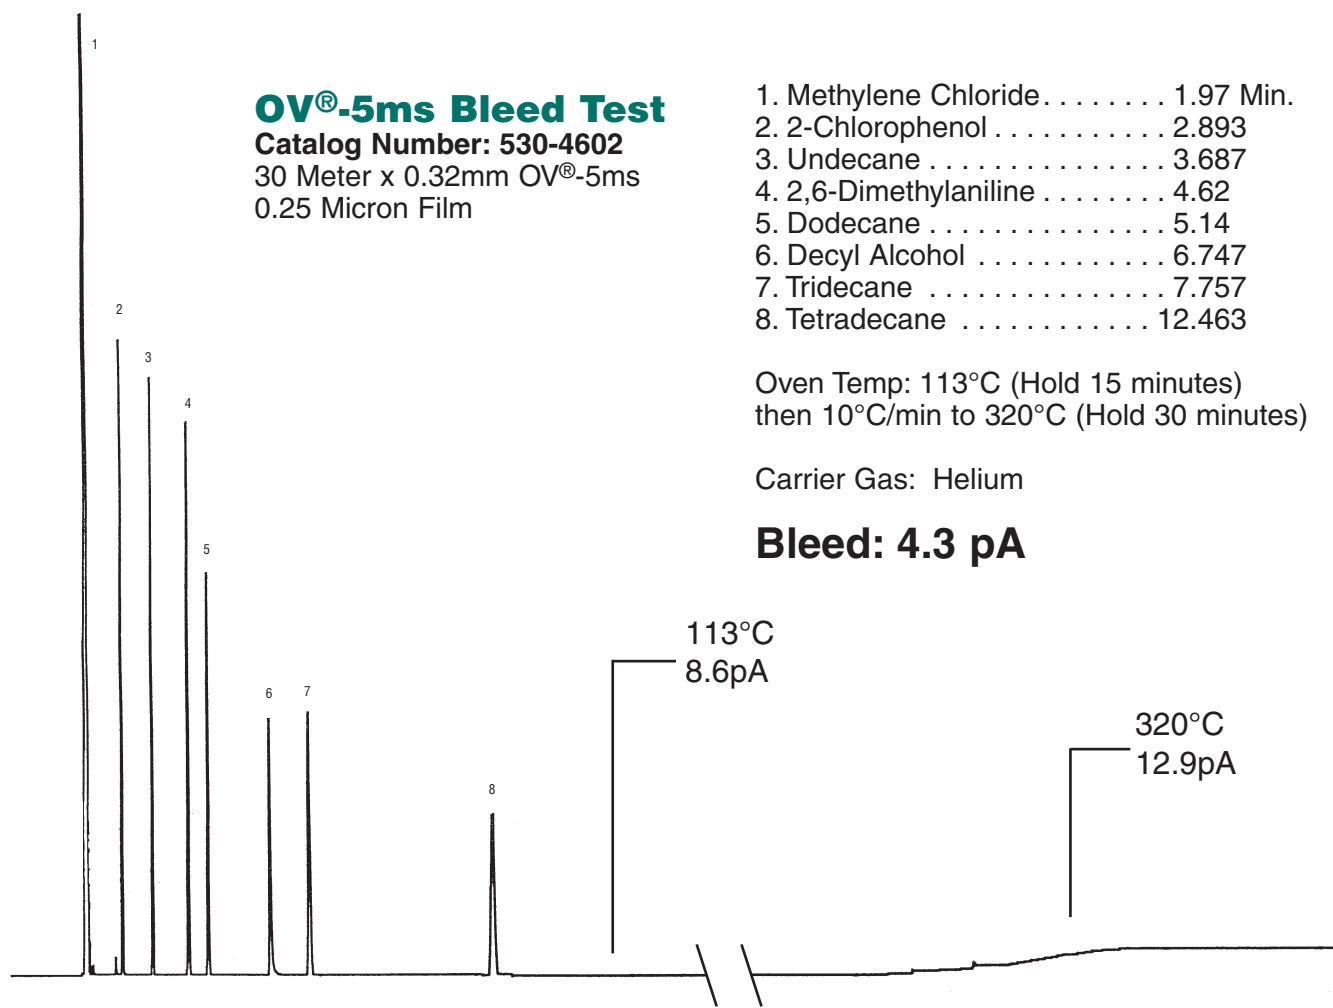 OV®-5ms Bleed Test
Catalog Number: 530-4602
30 Meter x 0.32mm OV®-5ms
0.25 Micron Film
1. Methylene Chloride. . . . . . . . 1.97 Min.
2. 2-Chlorophenol . . . . . . . . . . . 2.893
3. Undecane . . . . . . . . . . . . . . . 3.687
4. 2,6-Dimethylaniline . . . . . . . . 4.62
5. Dodecane . . . . . . . . . . . . . . . 5.14
6. Decyl Alcohol . . . . . . . . . . . . 6.747
7. Tridecane . . . . . . . . . . . . . . . 7.757
8. Tetradecane . . . . . . . . . . . . 12.463
Oven Temp: 113°C (Hold 15 minutes)
then 10°C/min to 320°C (Hold 30 minutes)
Carrier Gas: Helium
Bleed: 4.3 pA
1
2
3
4
5
6
7
8
113°C
8.6pA
320°C
12.9pA